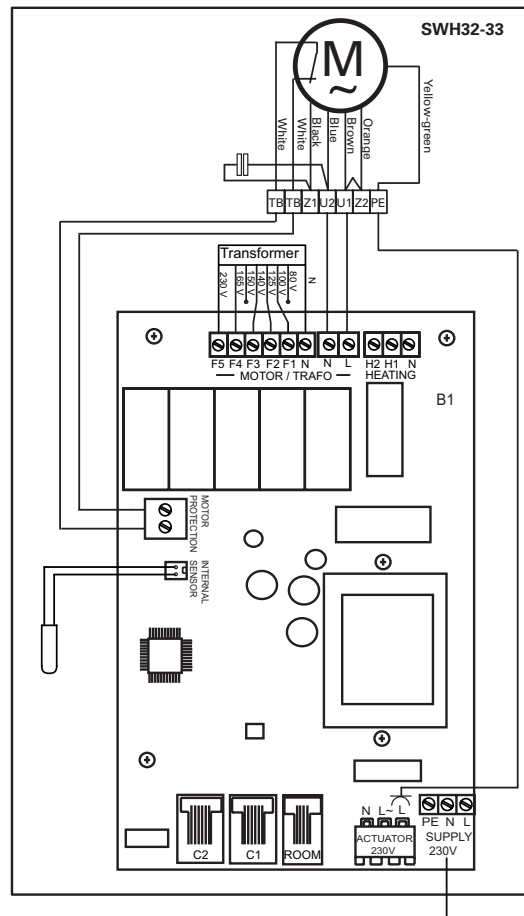 SWH32-33
M
~
White
White
Black
Blue
Brown
Orange
Yellow-green
TB TB Z1 U2 U1 Z2 PE
Transformer
230 V
165 V
150 V
140 V
125 V
100 V
80 V
N
F5 F4 F3 F2 F1 N N L
MOTOR / TRAFO
H2 H1 N
HEATING
B1
MOTOR
PROTECTION
INTERNAL
SENSOR
C2
C1
ROOM
N L~ L
ACTUATOR
230V
PE N L
SUPPLY
230V